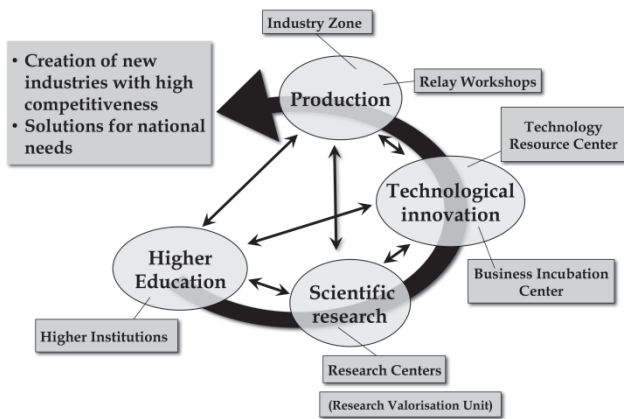 Industry Zone
• Creation of new
industries with high
competitiveness
• Solutions for national
needs
Relay Workshops
Production
Technology
Resource Center
Technological
innovation
Higher
Education
Scientific
research
Business Incubation
Center
Higher Institutions
Research Centers
(Research Valorisation Unit)